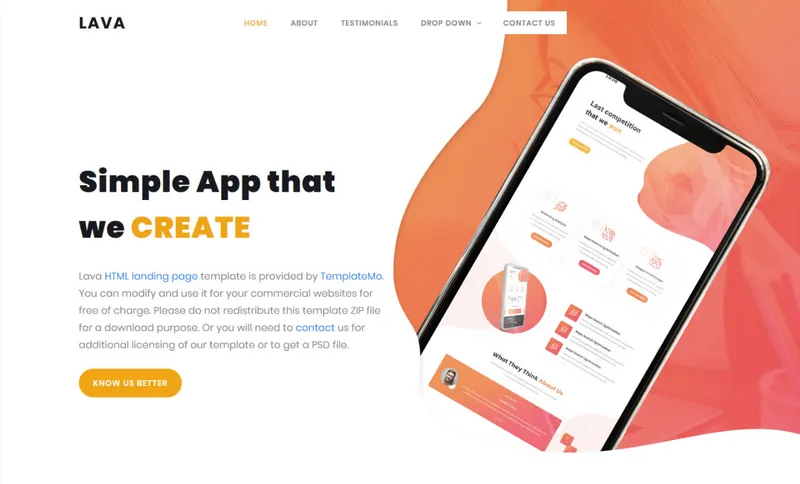 LAVA
HOME ABOUT TESTIMONIALS DROP DOWN CONTACT US
Simple App that
we CREATE
Lava HTML landing page template is provided by TemplateMo.
You can modify and use it for your commercial websites for
free of charge. Please do not redistribute this template ZIP file
for a download purpose. Or you will need to contact us for
additional licensing of our template or to get a PSD file.
KNOW US BETTER
Last competition
that we
What They Think About Us